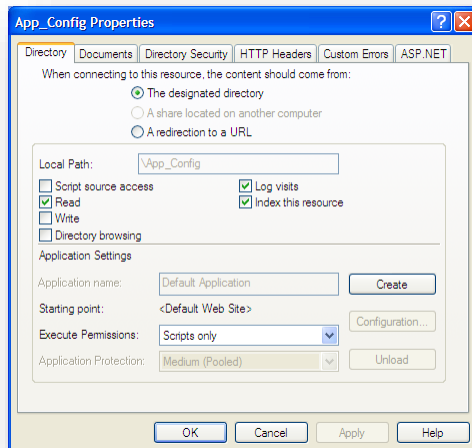 App_Config Properties
Directory Documents Directory Security HTTP Headers Custom Errors ASP.NET
When connecting to this resource, the content should come from:
The designated directory
A share located on another computer
A redirection to a URL
Local Path: \App_Config
Script source access Log visits
Read Index this resource
Write
Directory browsing
Application Settings
Application name: Default Application Create
Starting point: <Default Web Site>
Configuration...
Execute Permissions: Scripts only
Application Protection: Medium (Pooled) Unload
OK Cancel Apply Help